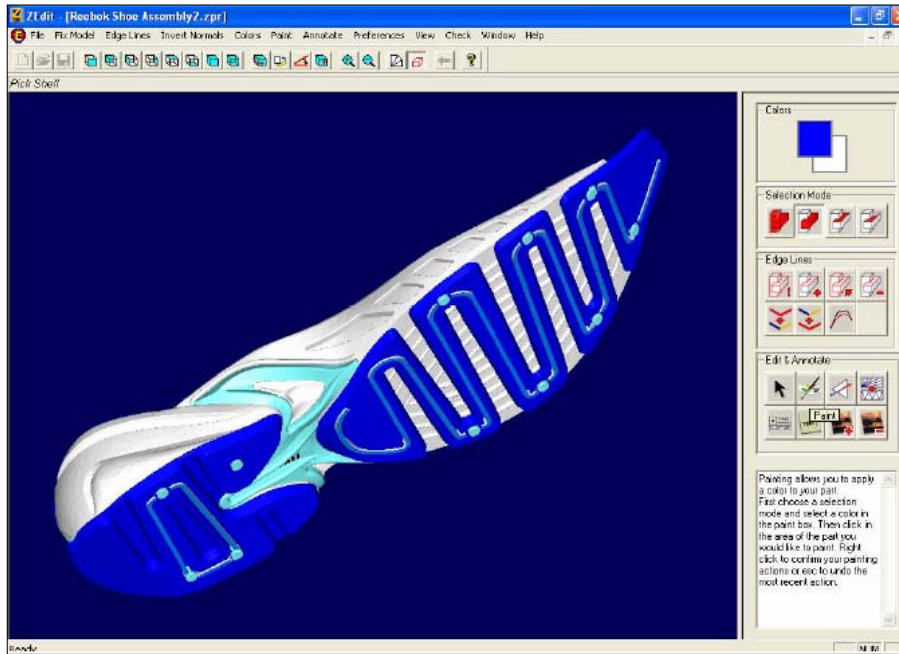 ZEdit - [Reebok Shoe Assembly2.zpr]
File Fix Model Edge Lines Invert Normals Colors Paint Annotate Preferences View Check Window Help
Pick Shell
Colors
Selection Mode
Edge Lines
Edit & Annotate
Paint
Painting allows you to apply
a color to your part.
First choose a selection
mode and select a color in
the paint box. Then click in
the area of the part you
would like to paint. Right
click to confirm your painting
actions or esc to undo the
most recent action.
Ready
NUM